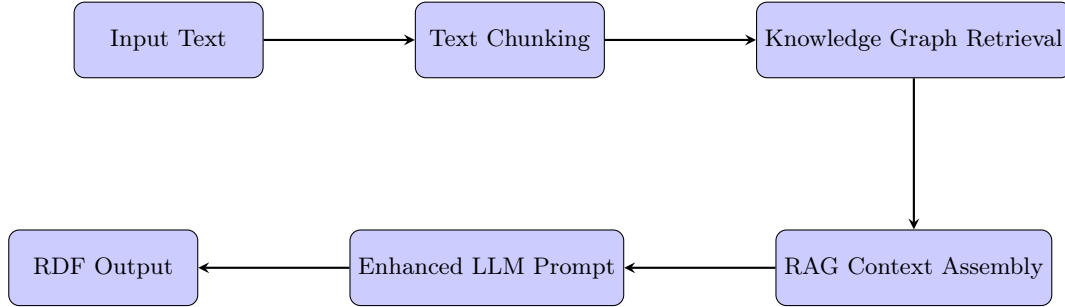 Input Text
Text Chunking
Knowledge Graph Retrieval
RAG Context Assembly
Enhanced LLM Prompt
RDF Output